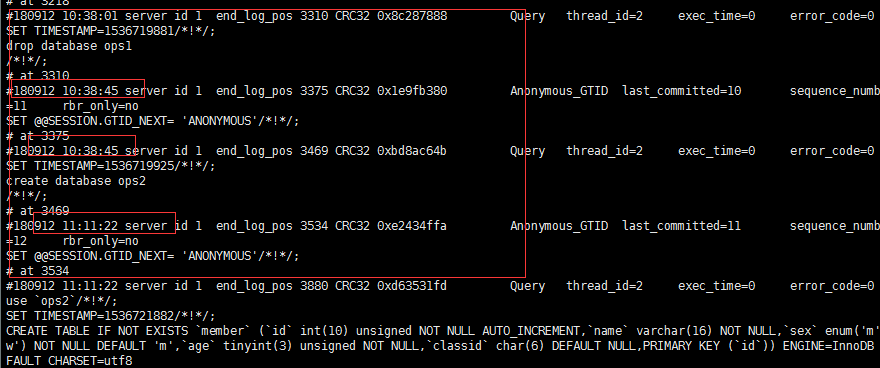 # at 3218
#180912 10:38:01 server id 1  end_log_pos 3310 CRC32 0x8c287888         Query   thread_id=2     exec_time=0     error_code=0
SET TIMESTAMP=1536719881/*!*/;
drop database ops1
/*!*/;
# at 3310
#180912 10:38:45 server id 1  end_log_pos 3375 CRC32 0x1e9fb380         Anonymous_GTID  last_committed=10       sequence_numb
=11     rbr_only=no
SET @@SESSION.GTID_NEXT= 'ANONYMOUS'/*!*/;
# at 3375
#180912 10:38:45 server id 1  end_log_pos 3469 CRC32 0xbd8ac64b         Query   thread_id=2     exec_time=0     error_code=0
SET TIMESTAMP=1536719925/*!*/;
create database ops2
/*!*/;
# at 3469
#180912 11:11:22 server id 1  end_log_pos 3534 CRC32 0xe2434ffa         Anonymous_GTID  last_committed=11       sequence_numb
=12     rbr_only=no
SET @@SESSION.GTID_NEXT= 'ANONYMOUS'/*!*/;
# at 3534
#180912 11:11:22 server id 1  end_log_pos 3880 CRC32 0xd63531fd         Query   thread_id=2     exec_time=0     error_code=0
use `ops2`/*!*/;
SET TIMESTAMP=1536721882/*!*/;
CREATE TABLE IF NOT EXISTS `member` (`id` int(10) unsigned NOT NULL AUTO_INCREMENT,`name` varchar(16) NOT NULL,`sex` enum('m'
w') NOT NULL DEFAULT 'm',`age` tinyint(3) unsigned NOT NULL,`classid` char(6) DEFAULT NULL,PRIMARY KEY (`id`)) ENGINE=InnoDB
FAULT CHARSET=utf8